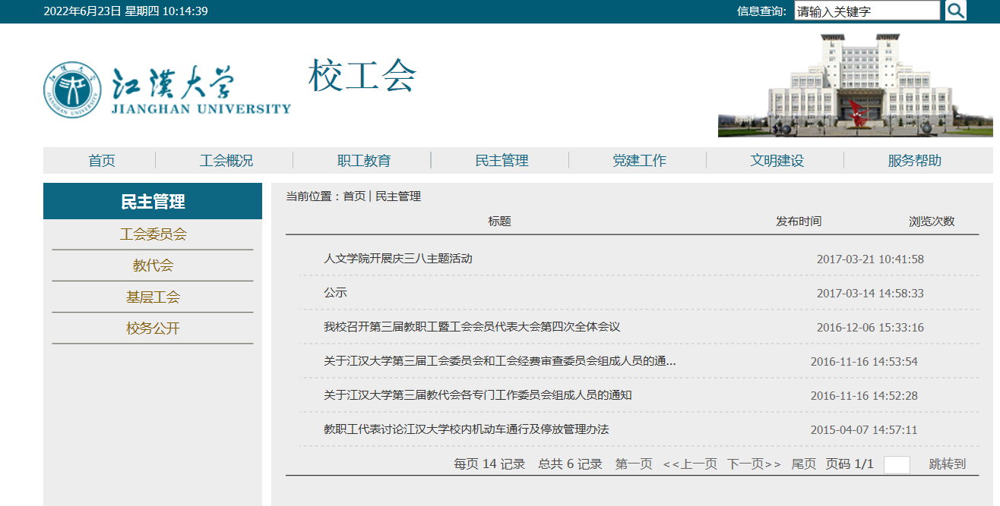 2022年6月23日 星期四 10:14:39 信息查询: 请输入关键字
江漢大学 校工会
JIANGHAN UNIVERSITY
首页 工会概况 职工教育 民主管理 党建工作 文明建设 服务帮助
民主管理
工会委员会
教代会
基层工会
校务公开
当前位置：首页| 民主管理
标题 发布时间 浏览次数
人文学院开展庆三八主题活动 2017-03-21 10:41:58
公示 2017-03-14 14:58:33
我校召开第三届教职工暨工会会员代表大会第四次全体会议 2016-12-06 15:33:16
关于江汉大学第三届工会委员会和工会经费审查委员会组成人员的通... 2016-11-16 14:53:54
关于江汉大学第三届教代会各专门工作委员会组成人员的通知 2016-11-16 14:52:28
教职工代表讨论江汉大学校内机动车通行及停放管理办法 2015-04-07 14:57:11
每页 14 记录 总共 6 记录 第一页 <<上一页 下一页>> 尾页 页码 1/1 跳转到